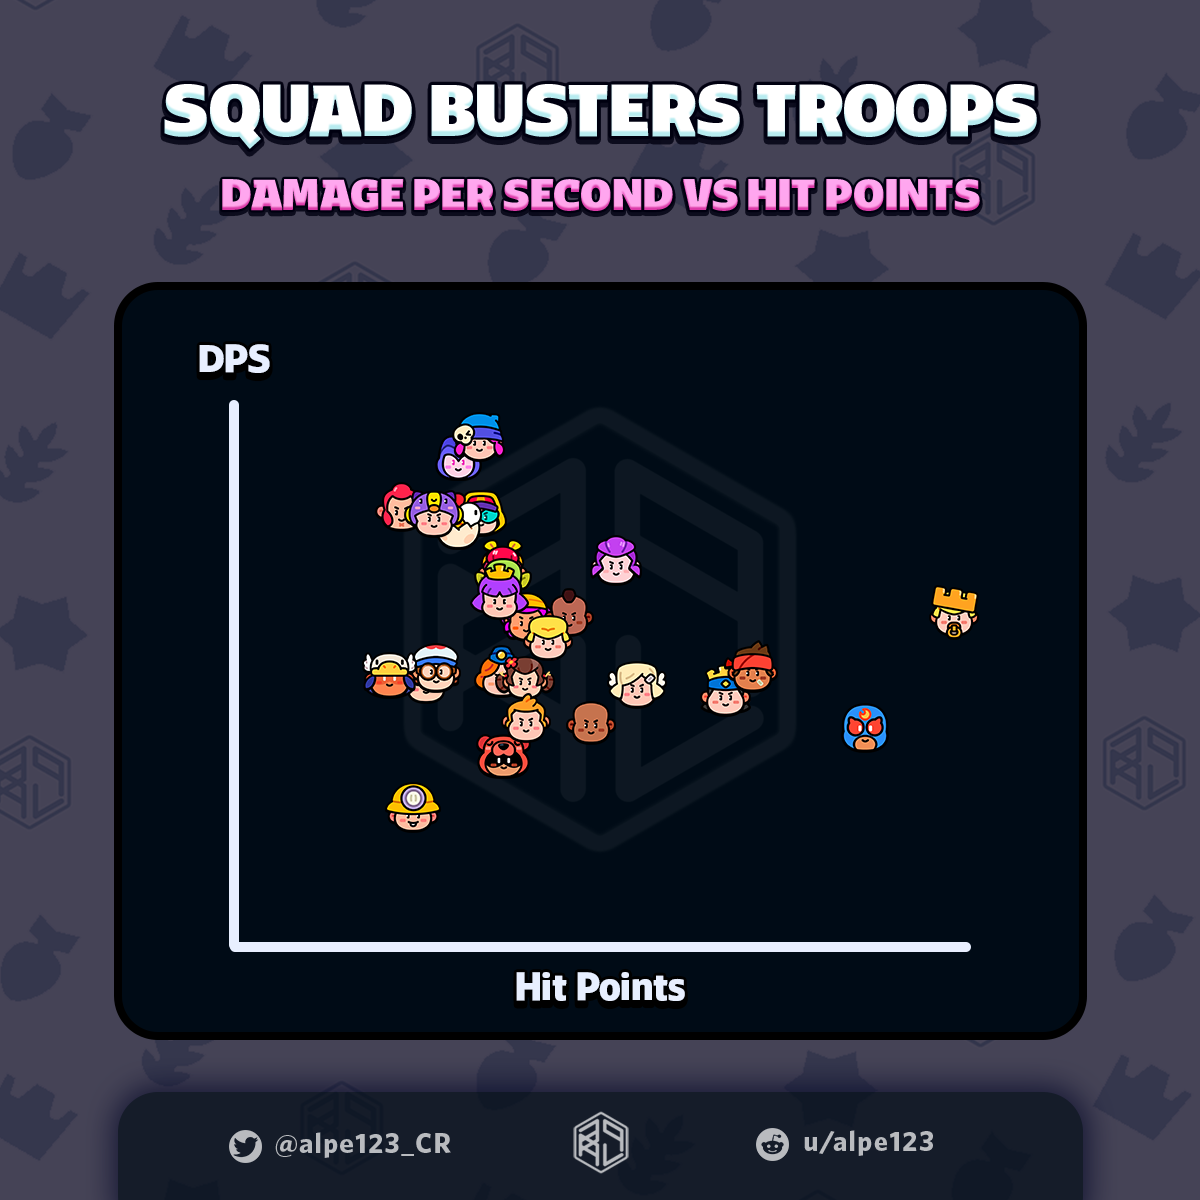 SQUAD BUSTERS TROOPS
DAMAGE PER SECOND VS HIT POINTS
DPS
Hit Points
@alpe123_CR
u/alpe123